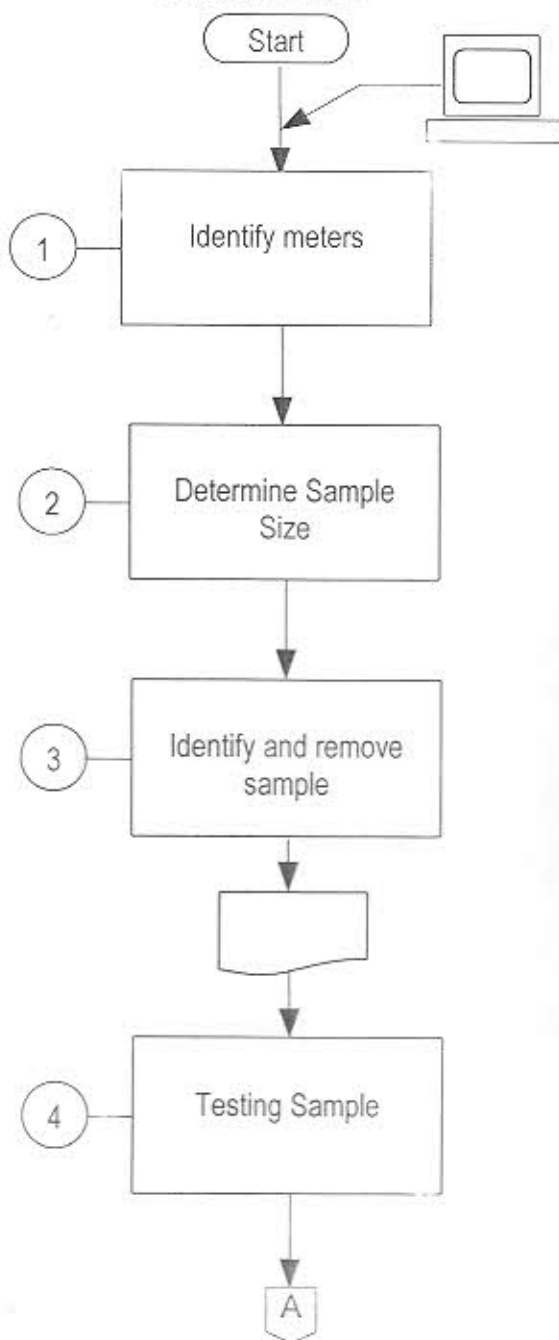 Start
1
Identify meters
2
Determine Sample
Size
3
Identify and remove
sample
4
Testing Sample
A